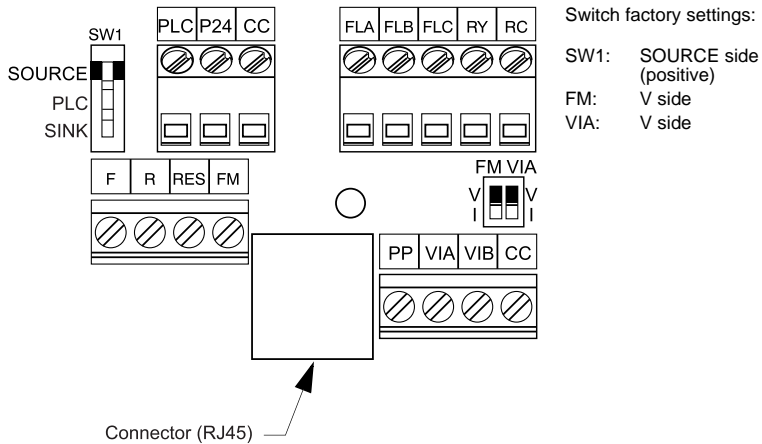 PLC P24 CC
FLA FLB FLC RY RC
SW1
SOURCE
PLC
SINK
F R RES FM
FM VIA
V V
I I
PP VIA VIB CC
Connector (RJ45)
Switch factory settings:
SW1: SOURCE side
(positive)
FM: V side
VIA: V side